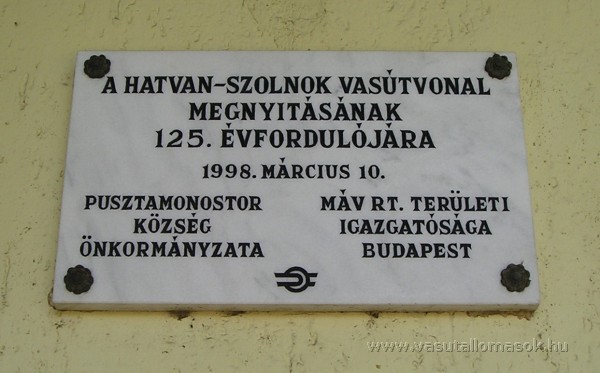 A HATVAN-SZOLNOK VASÚTVONAL
MEGNYITÁSÁNAK
125. ÉVFORDULÓJÁRA
1998. MÁRCIUS 10.
PUSZTAMONOSTOR
KÖZSÉG
ÖNKORMÁNYZATA
MÁV RT. TERÜLETI
IGAZGATÓSÁGA
BUDAPEST
© www.vasutallomasok.hu